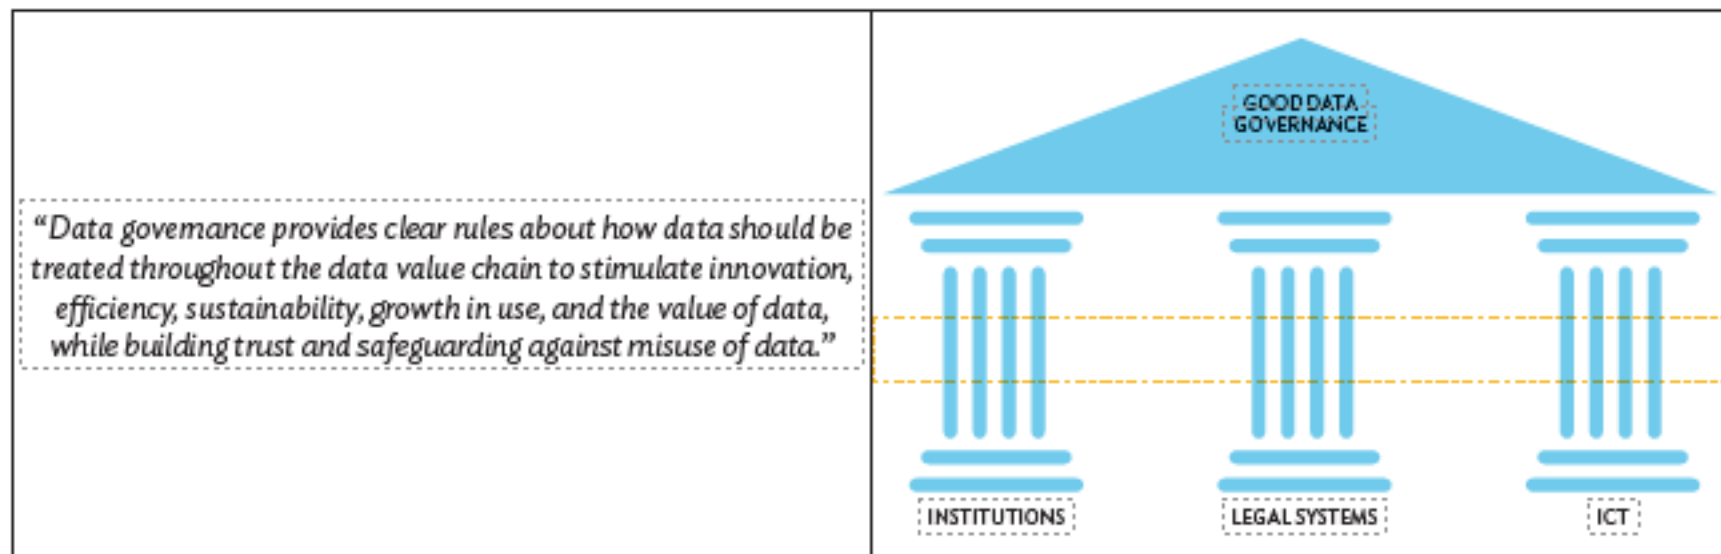 “Data governance provides clear rules about how data should be
treated throughout the data value chain to stimulate innovation,
efficiency, sustainability, growth in use, and the value of data,
while building trust and safeguarding against misuse of data.”
GOOD DATA
GOVERNANCE
INSTITUTIONS
LEGAL SYSTEMS
ICT